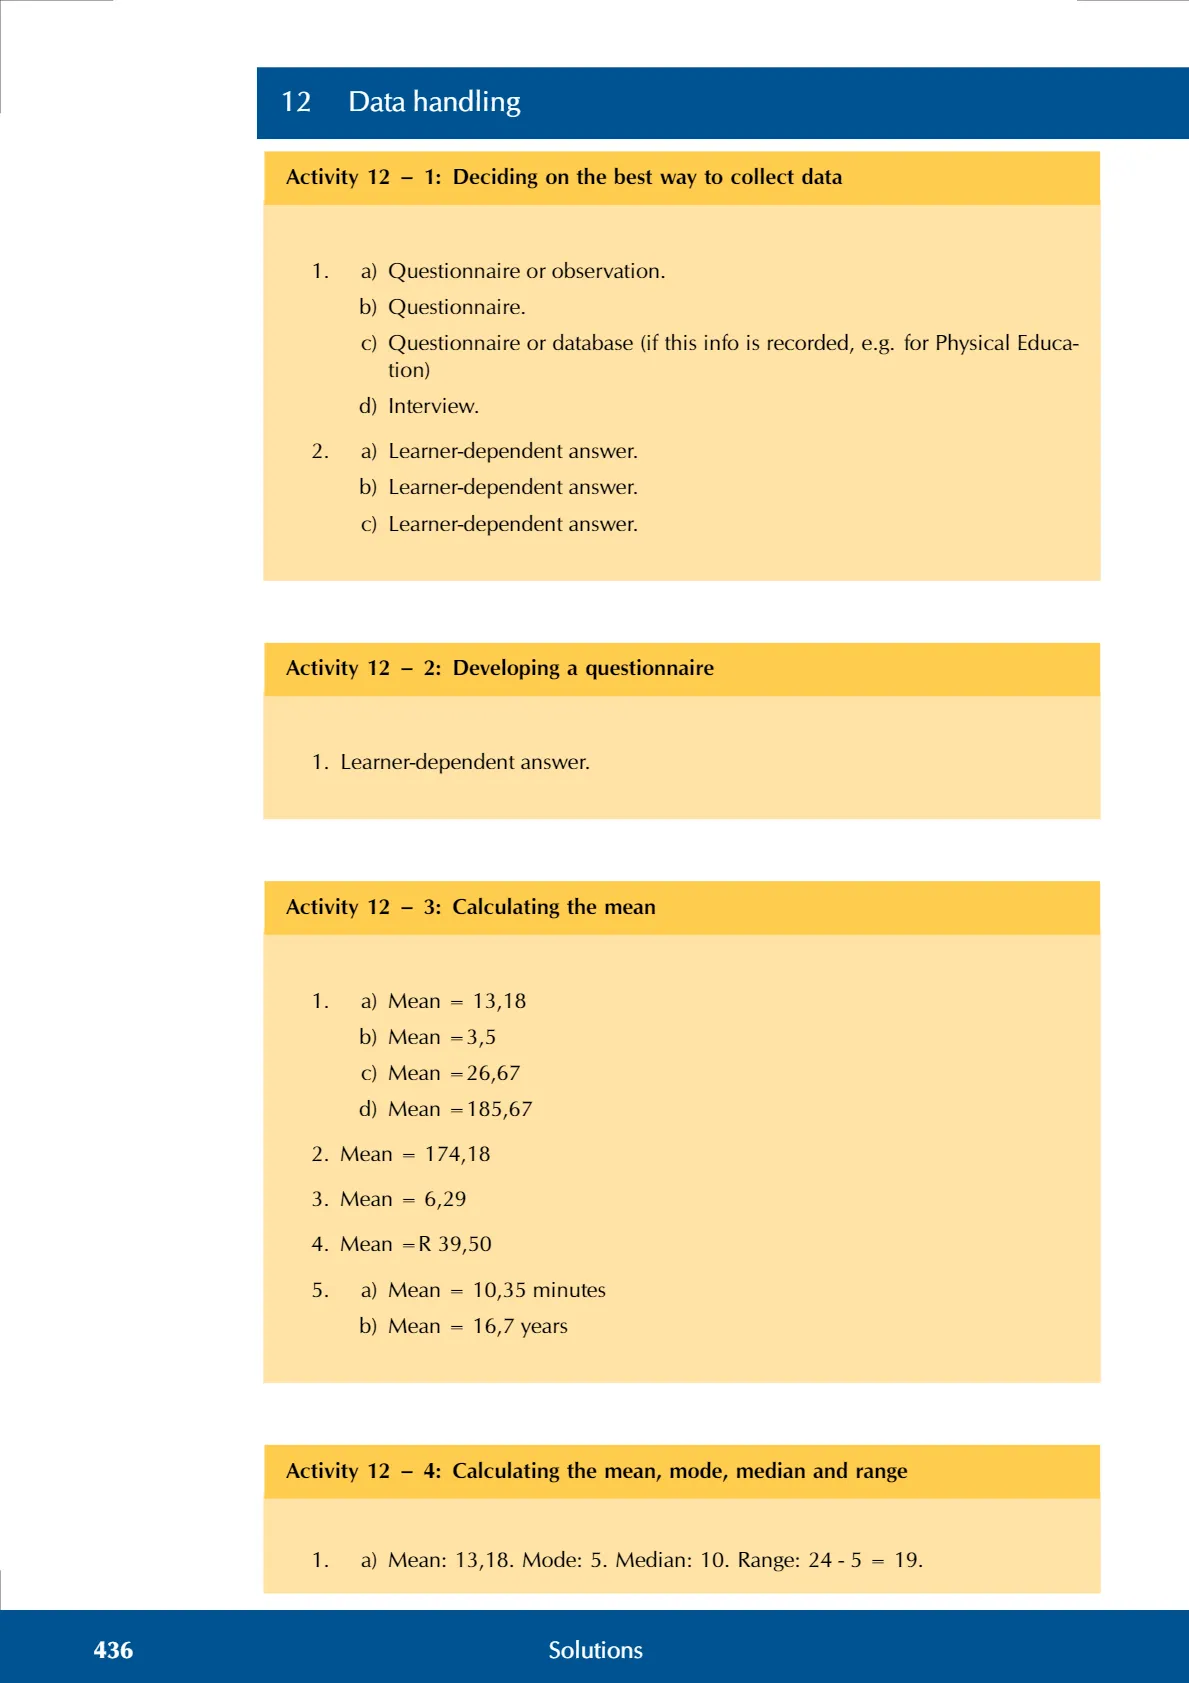 12 Data handling
Activity 12 – 1: Deciding on the best way to collect data
1. a) Questionnaire or observation.
b) Questionnaire.
c) Questionnaire or database (if this info is recorded, e.g. for Physical Educa-
tion)
d) Interview.
2. a) Learner-dependent answer.
b) Learner-dependent answer.
c) Learner-dependent answer.
Activity 12 – 2: Developing a questionnaire
1. Learner-dependent answer.
Activity 12 – 3: Calculating the mean
1. a) Mean = 13,18
b) Mean =3,5
c) Mean =26,67
d) Mean =185,67
2. Mean = 174,18
3. Mean = 6,29
4. Mean =R 39,50
5. a) Mean = 10,35 minutes
b) Mean = 16,7 years
Activity 12 – 4: Calculating the mean, mode, median and range
1. a) Mean: 13,18. Mode: 5. Median: 10. Range: 24 - 5 = 19.
436 Solutions